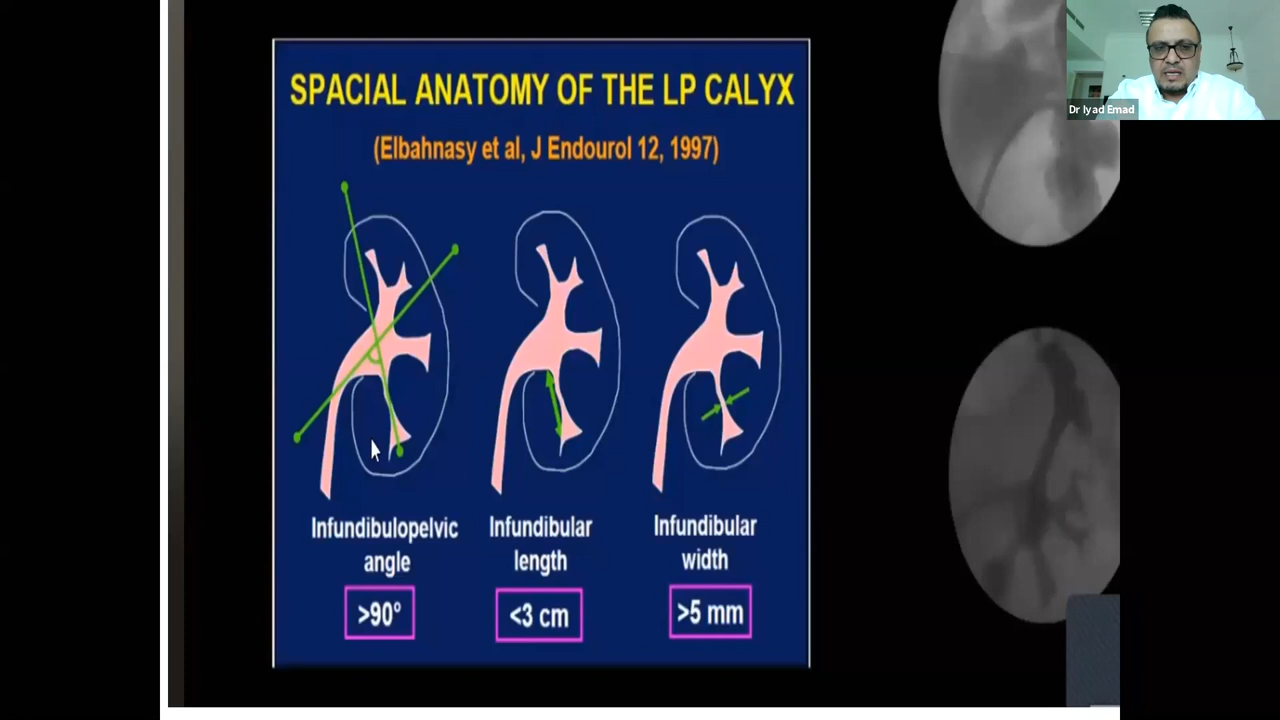 SPACIAL ANATOMY OF THE LP CALYX
(Elbahnasy et al, J Endourol 12, 1997)
Infundibulopelvic
angle
>90°
Infundibular
length
<3 cm
Infundibular
width
>5 mm
Dr Iyad Emad